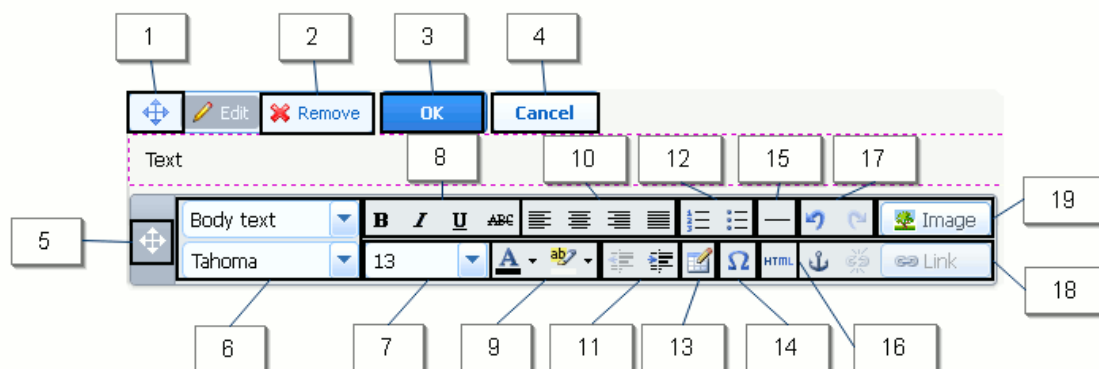 1 2 3 4
Edit Remove OK Cancel
Text 8 10 12 15 17
Body text B I U ABC Image 19
5
Tahoma 13 A ab Ω HTML Link
18
6 7 9 11 13 14 16